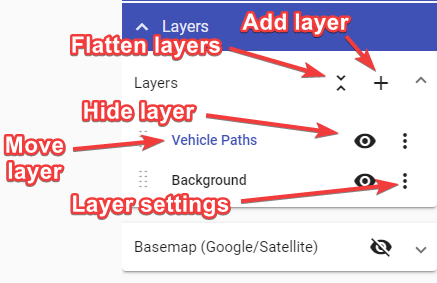 Layers
Add layer
Flatten layers
Layers
Hide layer
Move
layer
Vehicle Paths
Background
Layer settings
Basemap (Google/Satellite)